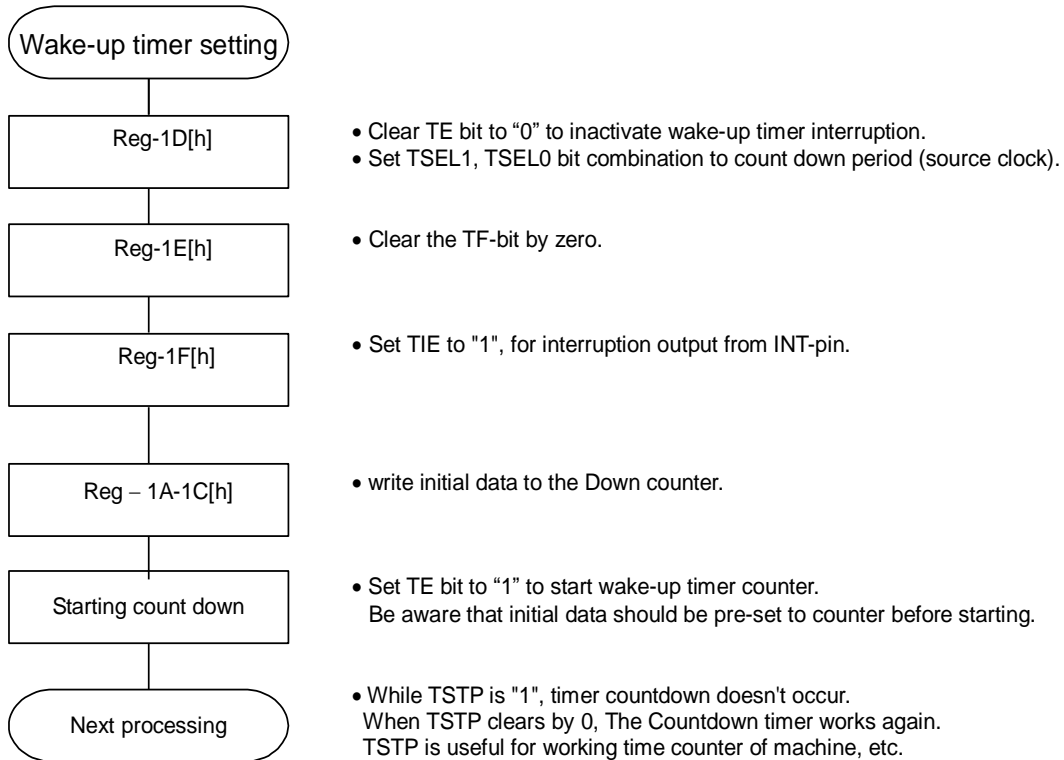 Wake-up timer setting
Reg-1D[h]
• Clear TE bit to “0” to inactivate wake-up timer interruption.
• Set TSEL1, TSEL0 bit combination to count down period (source clock).
Reg-1E[h]
• Clear the TF-bit by zero.
Reg-1F[h]
• Set TIE to "1", for interruption output from INT-pin.
Reg – 1A-1C[h]
• write initial data to the Down counter.
Starting count down
• Set TE bit to “1” to start wake-up timer counter.
Be aware that initial data should be pre-set to counter before starting.
Next processing
• While TSTP is "1", timer countdown doesn't occur.
When TSTP clears by 0, The Countdown timer works again.
TSTP is useful for working time counter of machine, etc.